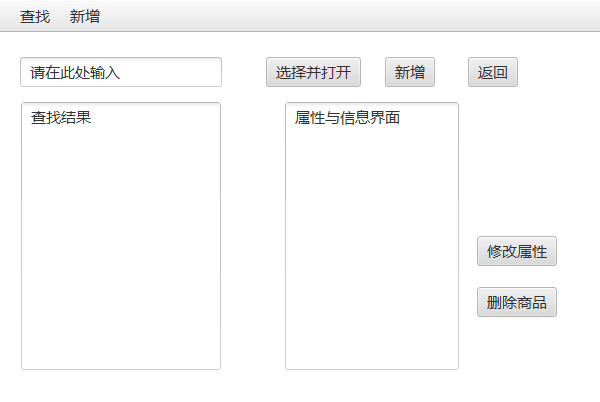 查找 新增
请在此处输入 选择并打开 新增 返回
查找结果 属性与信息界面
修改属性
删除商品